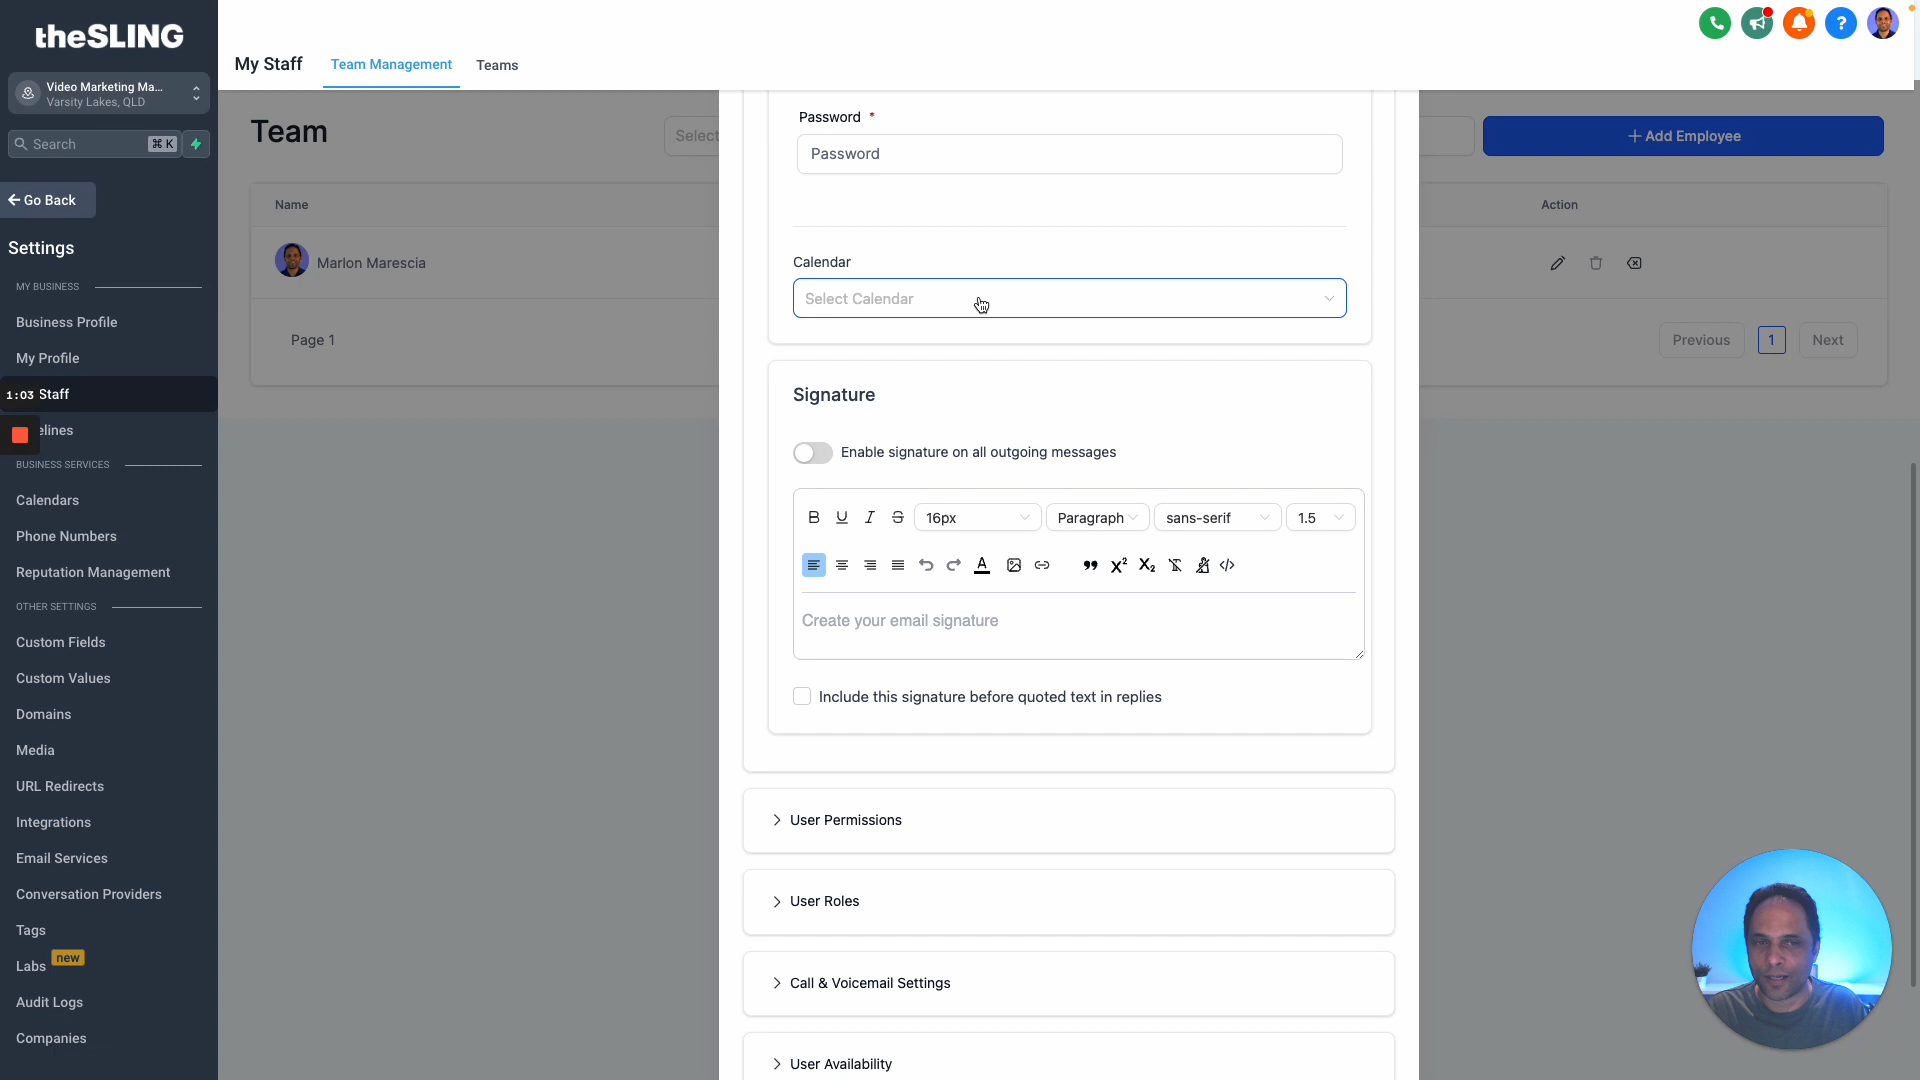 theSLING
Video Marketing Ma...
Varsity Lakes, QLD
Search
⌘ K
Go Back
Settings
MY BUSINESS
Business Profile
My Profile
1:03 Staff
elines
BUSINESS SERVICES
Calendars
Phone Numbers
Reputation Management
OTHER SETTINGS
Custom Fields
Custom Values
Domains
Media
URL Redirects
Integrations
Email Services
Conversation Providers
Tags
Labs new
Audit Logs
Companies
My Staff
Team Management
Teams
Team
Select
+ Add Employee
Name
Action
Marlon Marescia
Page 1
Previous
1
Next
Password *
Password
Calendar
Select Calendar
Signature
Enable signature on all outgoing messages
B U I S 16px Paragraph sans-serif 1.5
A X² X₂
Create your email signature
Include this signature before quoted text in replies
User Permissions
User Roles
Call & Voicemail Settings
User Availability